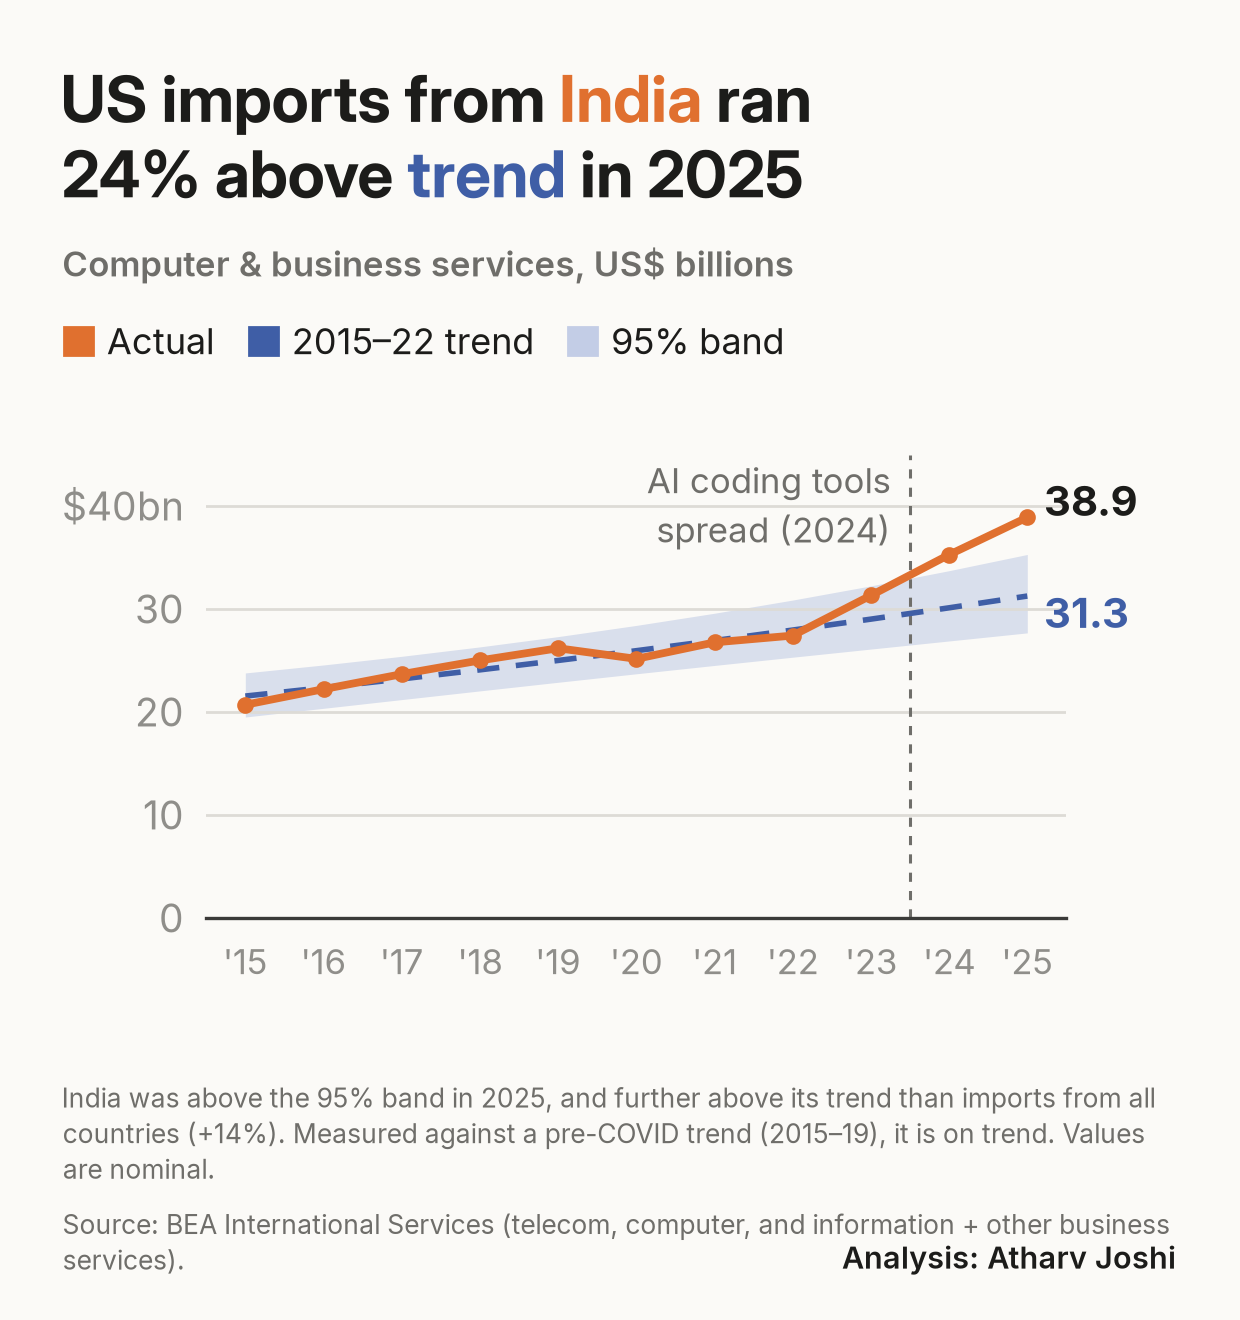 US imports from India ran
24% above trend in 2025
Computer & business services, US$ billions
Actual
2015–22 trend
95% band
AI coding tools
spread (2024)
$40bn
30
20
10
0
38.9
31.3
'15
'16
'17
'18
'19
'20
'21
'22
'23
'24
'25
India was above the 95% band in 2025, and further above its trend than imports from all
countries (+14%). Measured against a pre-COVID trend (2015–19), it is on trend. Values
are nominal.
Source: BEA International Services (telecom, computer, and information + other business
services).
Analysis: Atharv Joshi